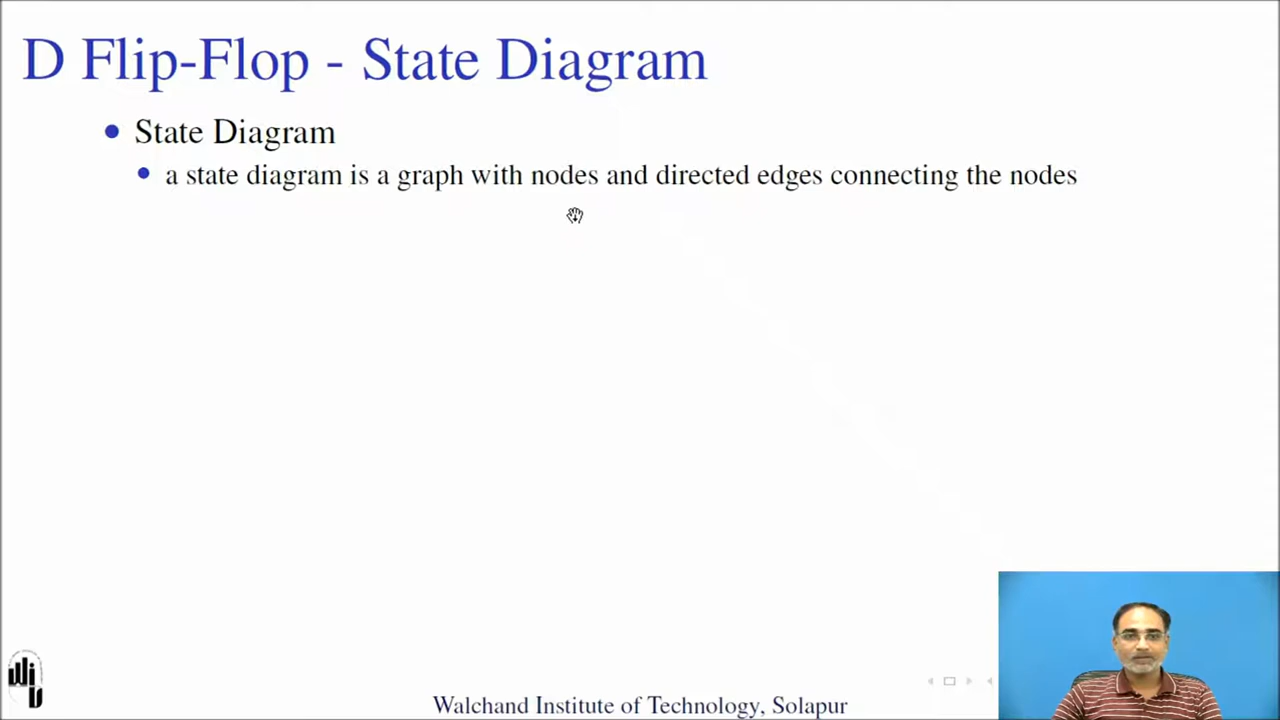 D Flip-Flop - State Diagram
State Diagram
a state diagram is a graph with nodes and directed edges connecting the nodes
Walchand Institute of Technology, Solapur